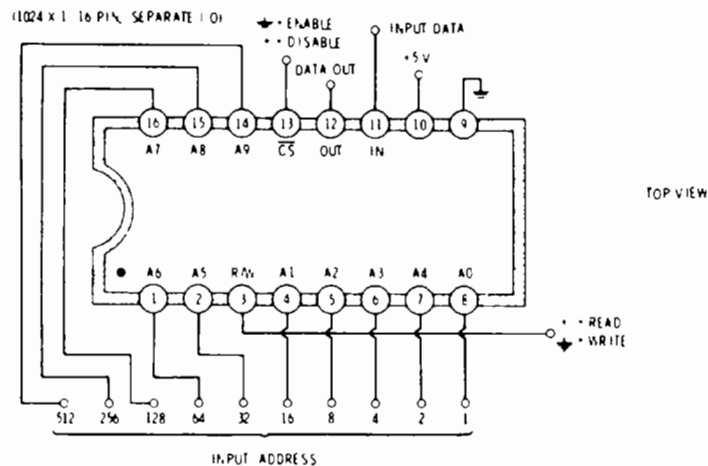 (1024 X 1 16 PIN, SEPARATE I O)
= ENABLE
+ = DISABLE
INPUT DATA
DATA OUT
+5V
16 15 14 13 12 11 10 9
A7 A8 A9 CS OUT IN
TOP VIEW
A6 A5 R/W A1 A2 A3 A4 A0
1 2 3 4 5 6 7 8
+ = READ
= WRITE
512 256 128 64 32 16 8 4 2 1
INPUT ADDRESS